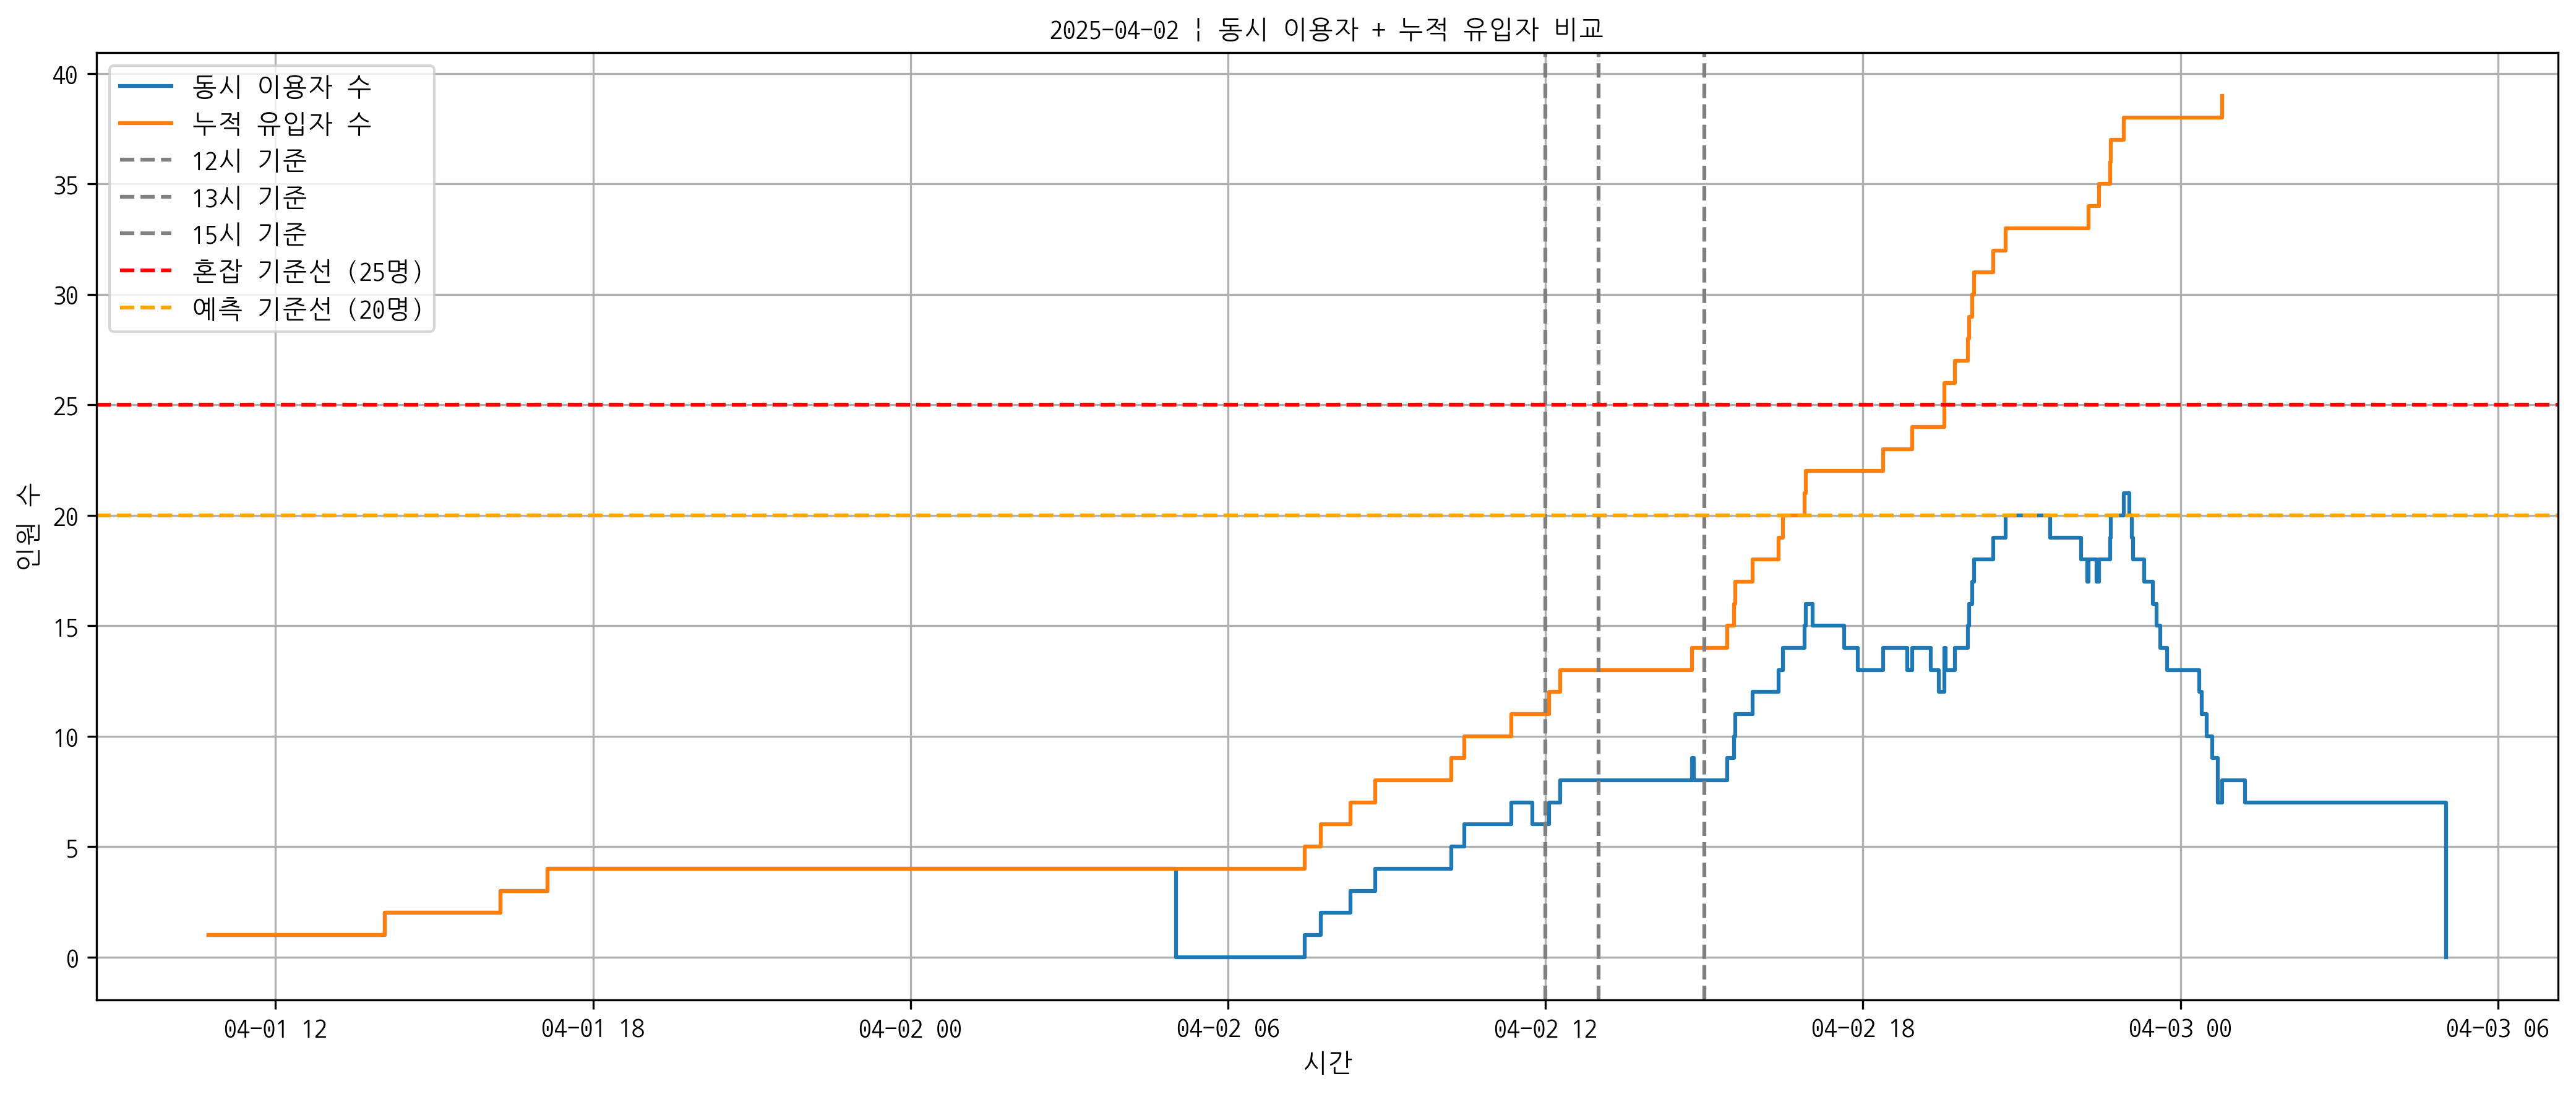 2025-04-02 | 동시 이용자 + 누적 유입자 비교
동시 이용자 수
누적 유입자 수
12시 기준
13시 기준
15시 기준
혼잡 기준선 (25명)
예측 기준선 (20명)
인원 수
40
35
30
25
20
15
10
5
0
04-01 12
04-01 18
04-02 00
04-02 06
04-02 12
04-02 18
04-03 00
04-03 06
시간